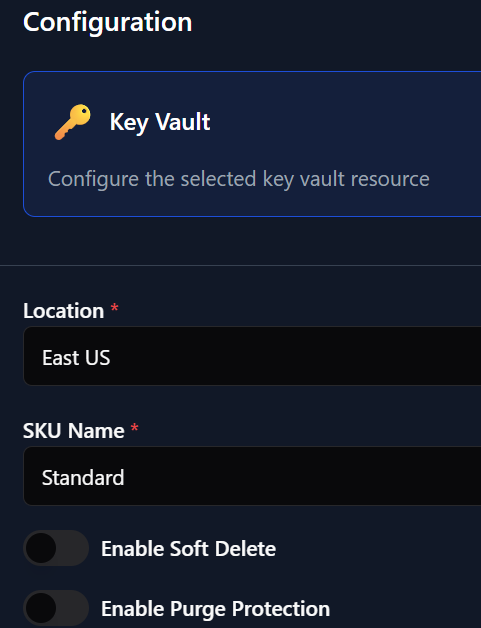 Configuration
Key Vault
Configure the selected key vault resource
Location *
East US
SKU Name *
Standard
Enable Soft Delete
Enable Purge Protection